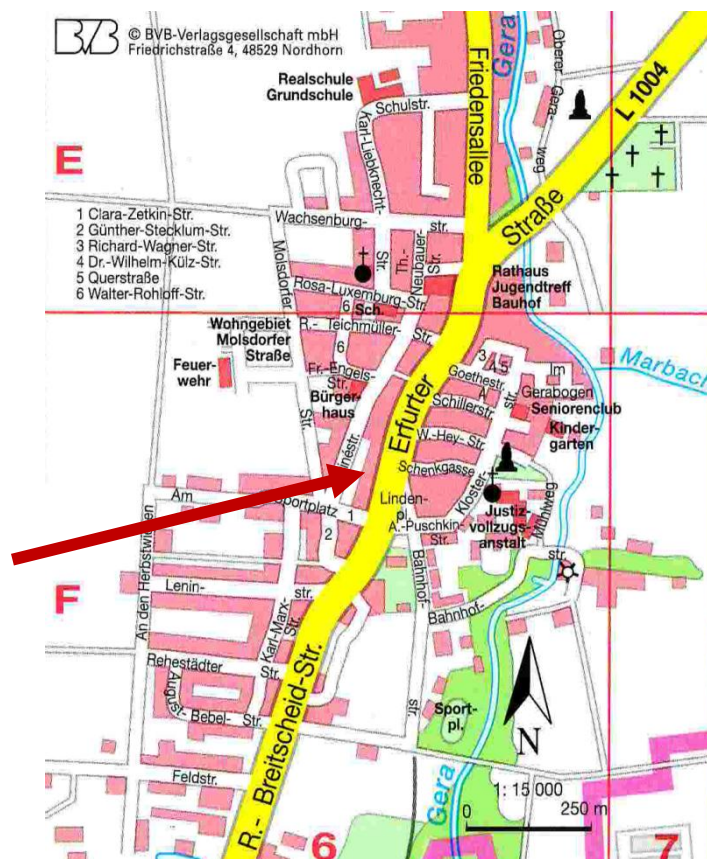 BVB
© BVB-Verlagsgesellschaft mbH
Friedrichstraße 4, 48529 Nordhorn
Realschule
Grundschule
Schulstr.
Karl-Liebknecht-
Str.
Friedensallee
Gera
Oberer Gera-
weg
L 1004
E
1 Clara-Zetkin-Str.
2 Günther-Stecklum-Str.
3 Richard-Wagner-Str.
4 Dr.-Wilhelm-Külz-Str.
5 Querstraße
6 Walter-Rohloff-Str.
Wachsenburg-
str.
Straße
Molsdorfer
Str.
Th.-
Neubauer-
Str.
Rathaus
Jugendtreff
Bauhof
Rosa-Luxemburg-Str.
6
Sch.
R.- Teichmüller-
Str.
Wohngebiet
Molsdorfer
Straße
6
Feuer-
wehr
Fr.-Engels-
Str.
Bürger-
haus
Erfurter
3
4
5
Goethestr.
Im
Gerabogen
Marbach
Schillerstr.
Seniorenclub
Kinder-
garten
W.-Hey- Str.
Schenkgasse
Kloster-
str.
Am
Sportplatz
1
2
Linden-
pl.
A.-Puschkin-
Str.
Justiz-
vollzugs-
anstalt
Mühlweg
An den Herbstwiesen
F
Lenin-
str.
Karl-Marx-
Str.
Bahnhof-
str.
Bahnhof-
str.
Rehestädter
Str.
August-
Bebel-
Str.
R.- Breitscheid-Str.
Sport-
pl.
N
Feldstr.
Gera
1: 15 000
0
250 m
6
7